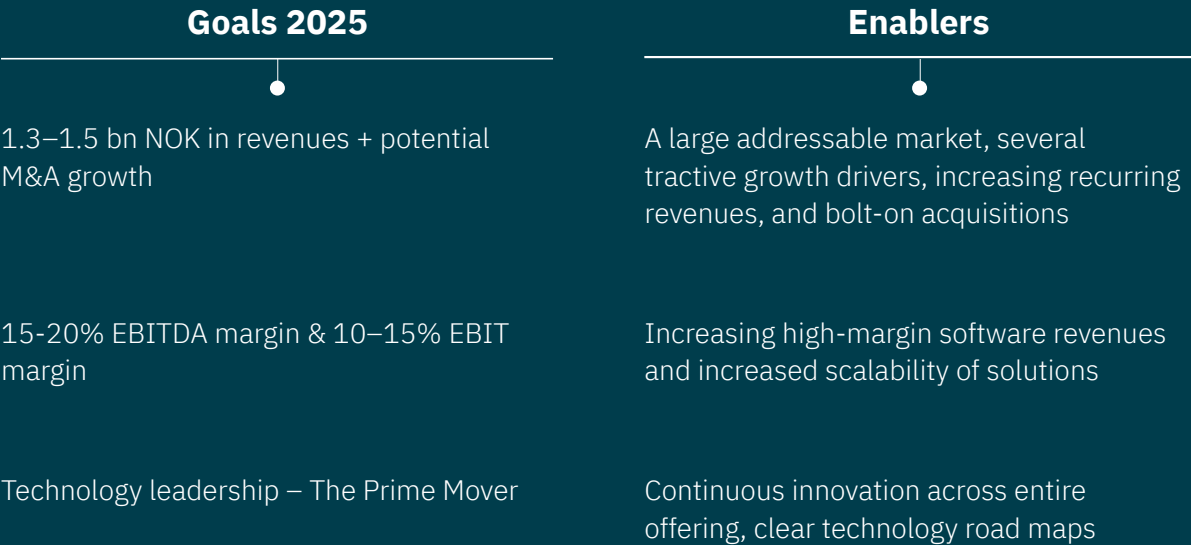 Goals 2025
1.3–1.5 bn NOK in revenues + potential
M&A growth
15-20% EBITDA margin & 10–15% EBIT
margin
Technology leadership – The Prime Mover
Enablers
A large addressable market, several
tractive growth drivers, increasing recurring
revenues, and bolt-on acquisitions
Increasing high-margin software revenues
and increased scalability of solutions
Continuous innovation across entire
offering, clear technology road maps